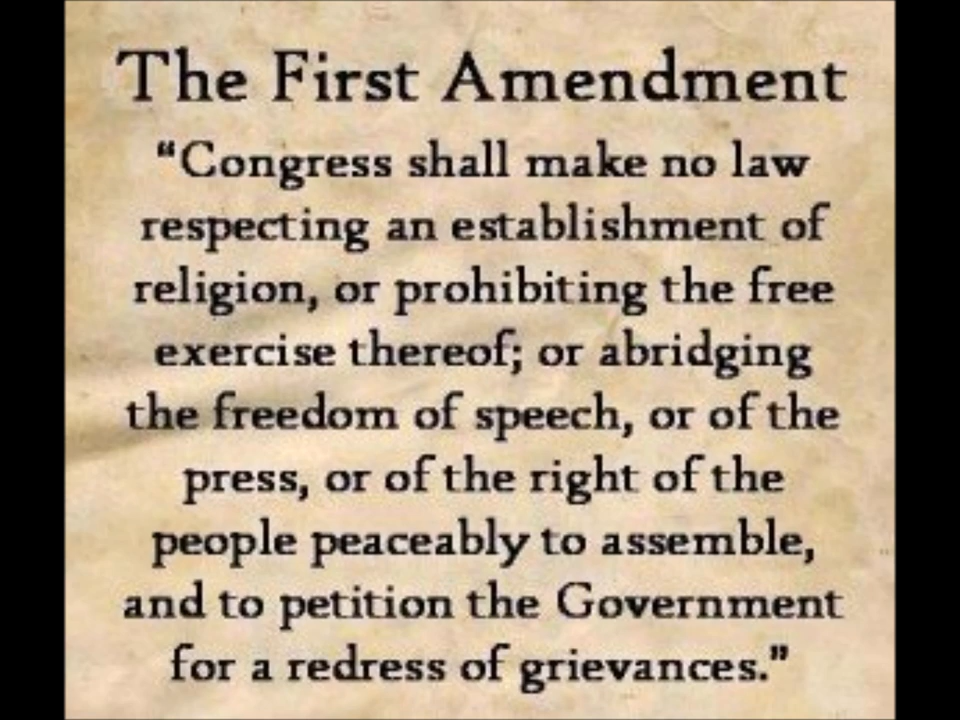 The First Amendment
“Congress shall make no law
respecting an establishment of
religion, or prohibiting the free
exercise thereof; or abridging
the freedom of speech, or of the
press, or of the right of the
people peaceably to assemble,
and to petition the Government
for a redress of grievances.”